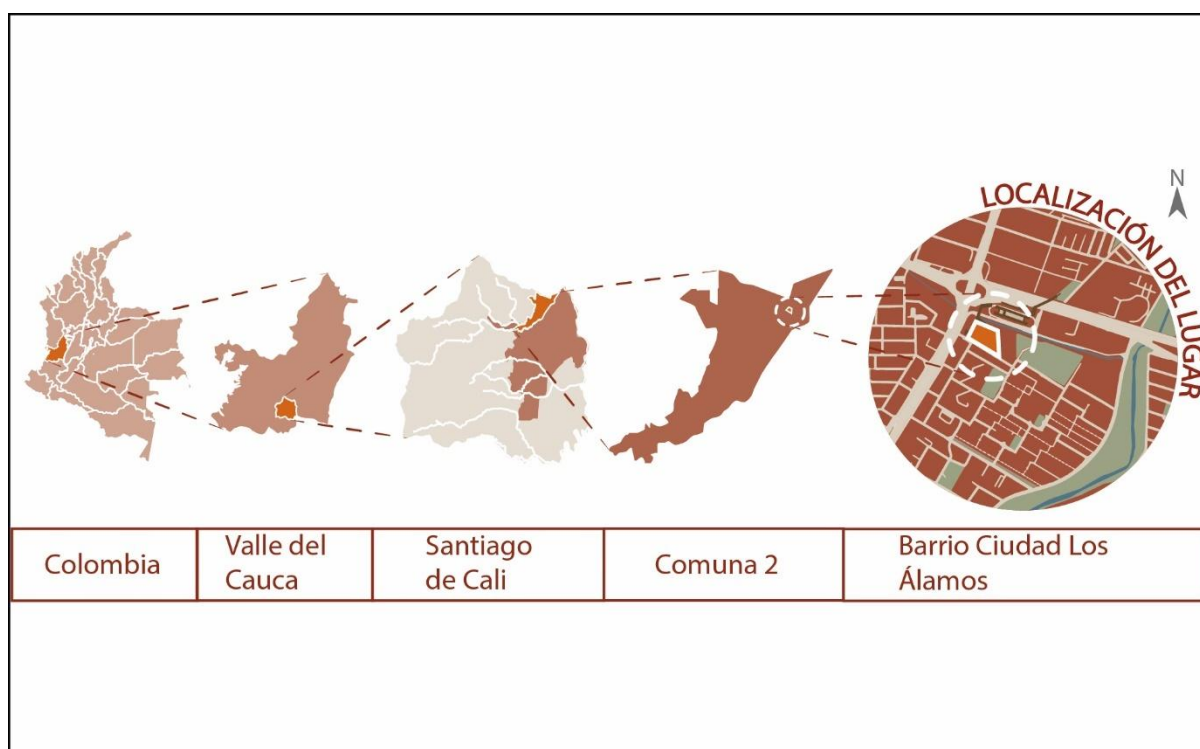 N
LOCALIZACIÓN DEL LUGAR
Colombia
Valle del
Cauca
Santiago
de Cali
Comuna 2
Barrio Ciudad Los
Álamos